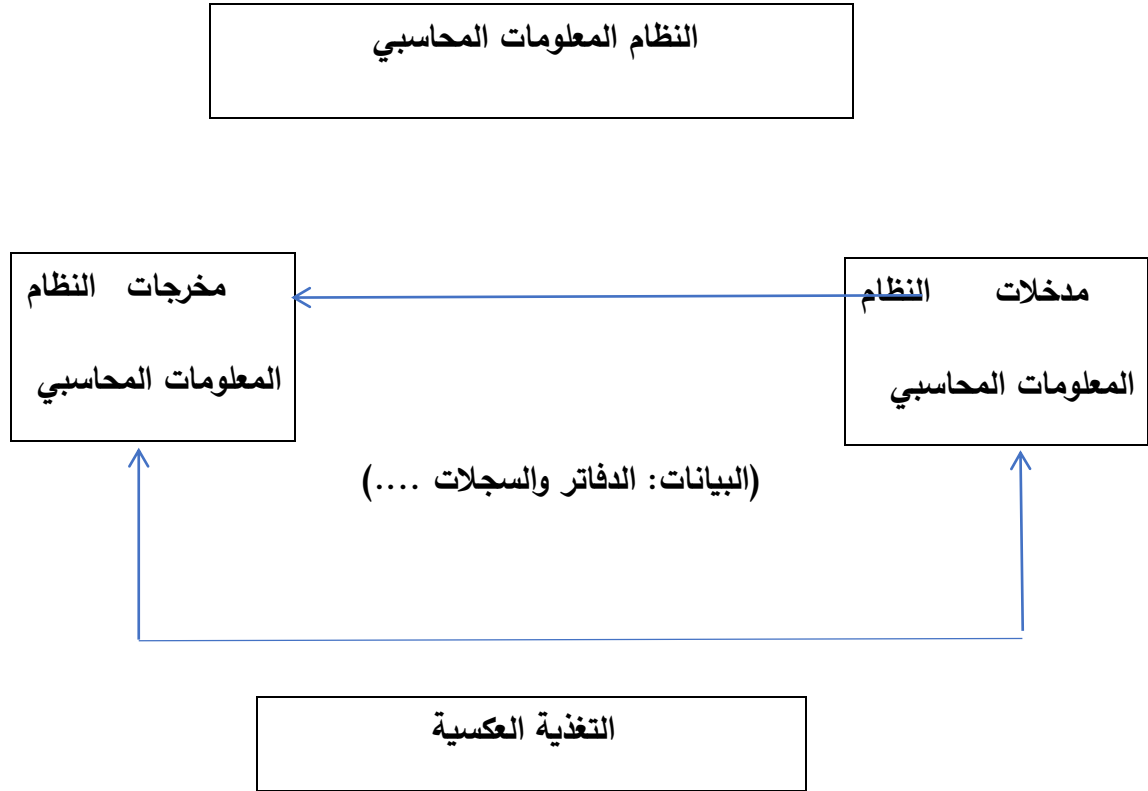 النظام المعلومات المحاسبي
مدخلات النظام
المعلومات المحاسبي
مخرجات النظام
المعلومات المحاسبي
(البيانات: الدفاتر والسجلات ....)
التغذية العكسية